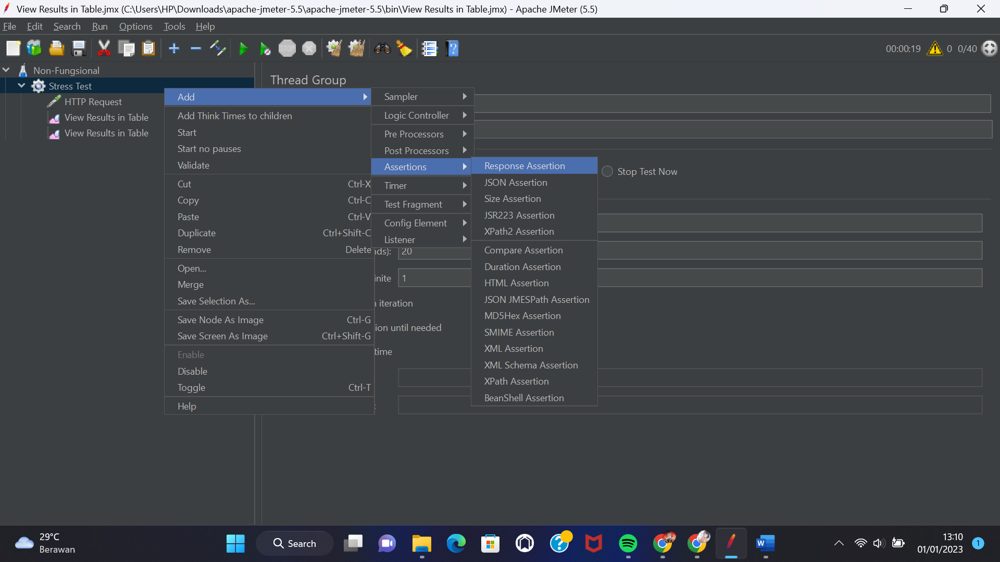 View Results in Table.jmx (C:\Users\HP\Downloads\apache-jmeter-5.5\apache-jmeter-5.5\bin\View Results in Table.jmx) - Apache JMeter (5.5)
File Edit Search Run Options Tools Help
STOP
00:00:19 0 0/40
Non-Fungsional
Stress Test
HTTP Request
View Results in Table
View Results in Table
Thread Group
Add
Add Think Times to children
Start
Start no pauses
Validate
Cut Ctrl-X
Copy Ctrl-C
Paste Ctrl-V
Duplicate Ctrl+Shift-C
Remove Delete
Open...
Merge
Save Selection As...
Save Node As Image Ctrl-G
Save Screen As Image Ctrl+Shift-G
Enable
Disable
Toggle Ctrl-T
Help
Sampler
Logic Controller
Pre Processors
Post Processors
Assertions
Timer
Test Fragment
Config Element
Listener
Response Assertion
JSON Assertion
Size Assertion
JSR223 Assertion
XPath2 Assertion
Compare Assertion
Duration Assertion
HTML Assertion
JSON JMESPath Assertion
MD5Hex Assertion
SMIME Assertion
XML Assertion
XML Schema Assertion
XPath Assertion
BeanShell Assertion
Stop Test Now
nds): 20
inite 1
iteration
ion until needed
time
29°C
Berawan
Search
W
13:10
01/01/2023
1